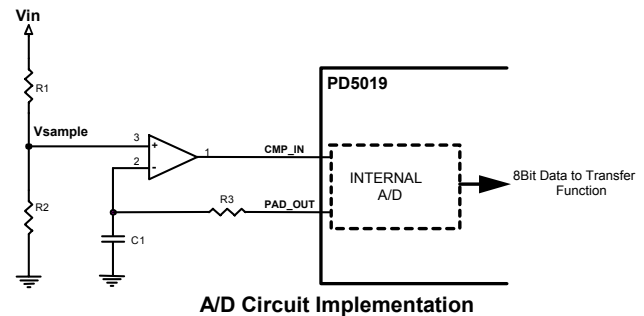 Vin
R1
PD5019
Vsample
3
+
1
CMP_IN
2
-
INTERNAL
A/D
8Bit Data to Transfer
Function
R2
R3
PAD_OUT
C1
A/D Circuit Implementation